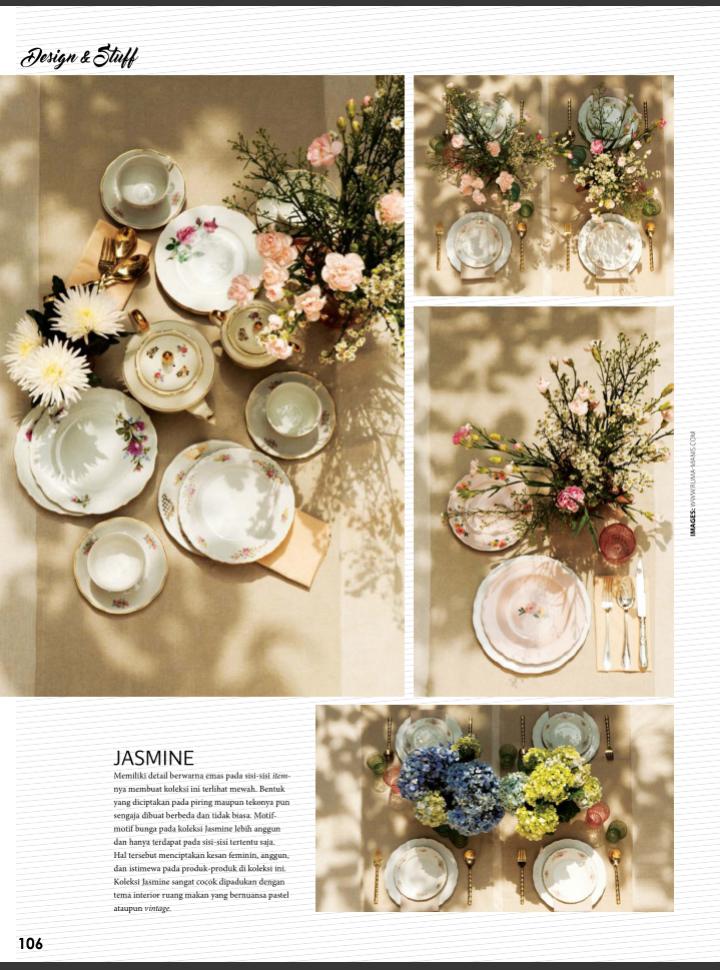 Design & Stuff
IMAGES: WWW.RUMA-MANIS.COM
JASMINE
Memiliki detail berwarna emas pada sisi-sisi item-
nya membuat koleksi ini terlihat mewah. Bentuk
yang diciptakan pada piring maupun tekonya pun
sengaja dibuat berbeda dan tidak biasa. Motif-
motif bunga pada koleksi Jasmine lebih anggun
dan hanya terdapat pada sisi-sisi tertentu saja.
Hal tersebut menciptakan kesan feminin, anggun,
dan istimewa pada produk-produk di koleksi ini.
Koleksi Jasmine sangat cocok dipadukan dengan
tema interior ruang makan yang bernuansa pastel
ataupun vintage.
106